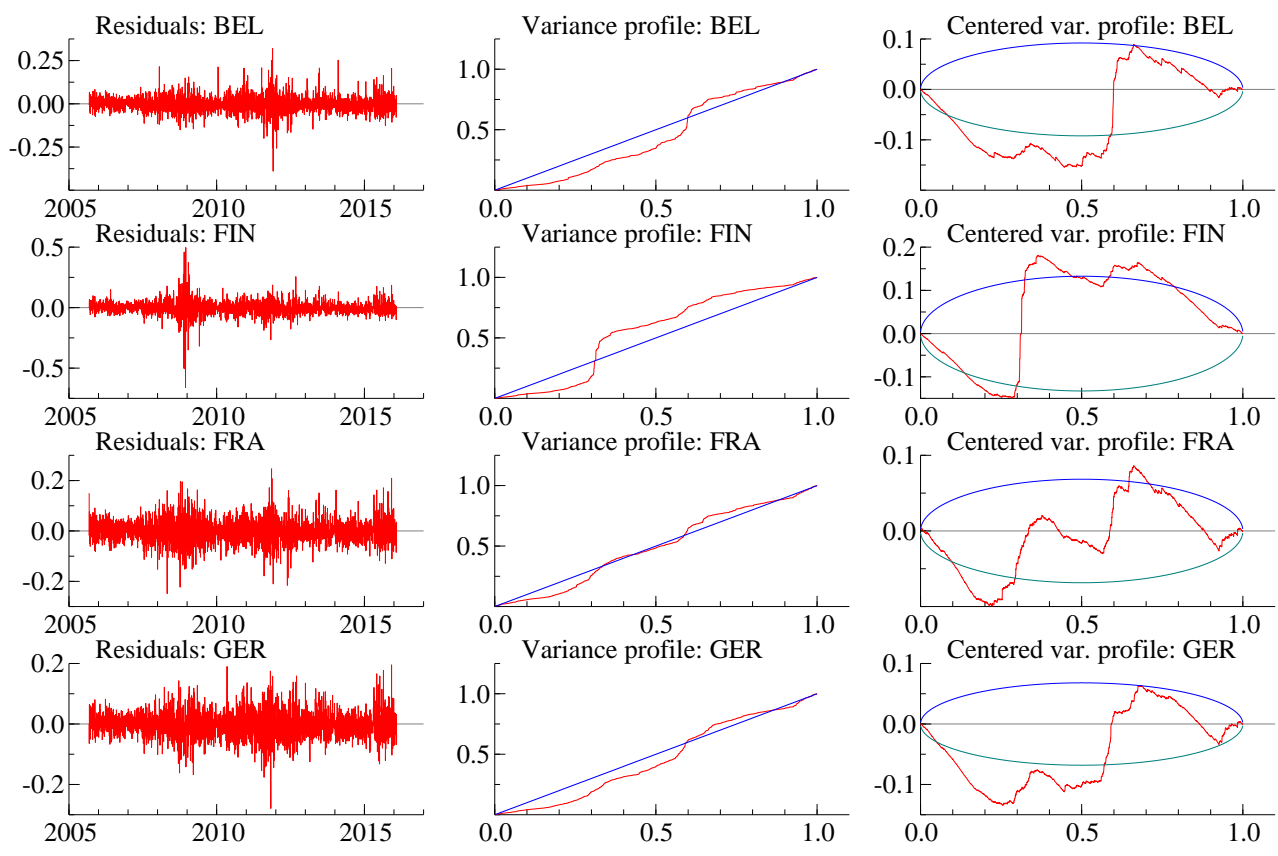 Residuals: BEL
0.25
0.00
-0.25
2005 2010 2015
Variance profile: BEL
1.0
0.5
0.0 0.5 1.0
Centered var. profile: BEL
0.1
0.0
-0.1
0.0 0.5 1.0
Residuals: FIN
0.5
0.0
-0.5
2005 2010 2015
Variance profile: FIN
1.0
0.5
0.0 0.5 1.0
Centered var. profile: FIN
0.2
0.1
0.0
-0.1
0.0 0.5 1.0
Residuals: FRA
0.2
0.0
-0.2
2005 2010 2015
Variance profile: FRA
1.0
0.5
0.0 0.5 1.0
Centered var. profile: FRA
0.1
0.0
-0.1
0.0 0.5 1.0
Residuals: GER
0.2
0.0
-0.2
2005 2010 2015
Variance profile: GER
1.0
0.5
0.0 0.5 1.0
Centered var. profile: GER
0.1
0.0
-0.1
0.0 0.5 1.0